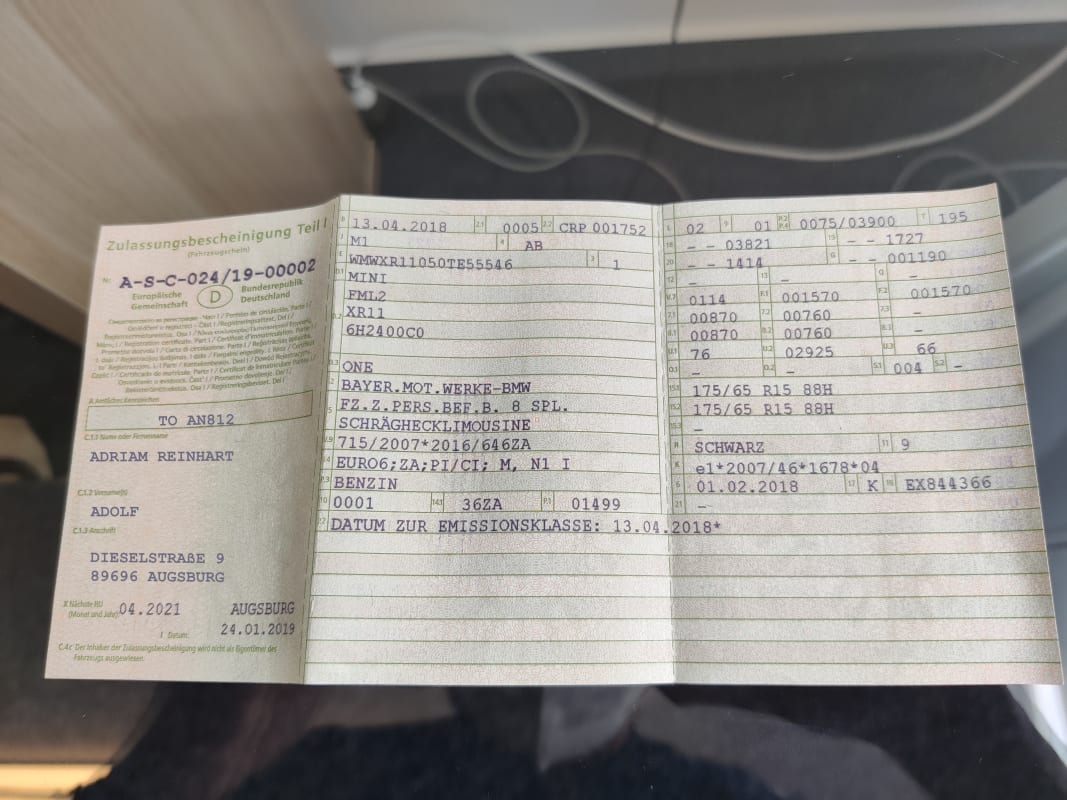 Zulassungsbescheinigung Teil I
(Fahrzeugschein)
Nr. A-S-C-024/19-00002
Europäische Gemeinschaft D Bundesrepublik Deutschland
A Amtliches Kennzeichen
TO AN812
C.1.1 Name oder Firmenname
ADRIAM REINHART
C.1.2 Vorname(n)
ADOLF
C.1.3 Anschrift
DIESELSTRAßE 9
89696 AUGSBURG
X Nächste HU
(Monat und Jahr) 04.2021 AUGSBURG
I Datum: 24.01.2019
C.4c Der Inhaber der Zulassungsbescheinigung wird nicht als Eigentümer des
Fahrzeugs ausgewiesen.
B 13.04.2018 2.1 0005 2.2 CRP 001752
J M1 4 AB
E WMWXR11050TE55546 3 1
D.1 MINI
FML2
D.2 XR11
6H2400C0
D.3 ONE
2 BAYER.MOT.WERKE-BMW
5 FZ.Z.PERS.BEF.B. 8 SPL.
SCHRÄGHECKLIMOUSINE
V.9 715/2007*2016/646ZA
14 EURO6;ZA;PI/CI; M, N1 I
P.3 BENZIN
10 0001 14.1 36ZA P.1 01499
22 DATUM ZUR EMISSIONSKLASSE: 13.04.2018*
L 02 9 01 P.2 P.4 0075/03900 T 195
18 - - 03821 19 - - 1727
20 - - 1414 G - - 001190
12 - 13 - Q -
V.7 0114 F.1 001570 F.2 001570
7.1 00870 7.2 00760 7.3 -
8.1 00870 8.2 00760 8.3 -
U.1 76 U.2 02925 U.3 66
O.1 - O.2 - S.1 004 S.2 -
15.1 175/65 R15 88H
15.2 175/65 R15 88H
15.3 -
R SCHWARZ 11 9
K e1*2007/46*1678*04
6 01.02.2018 17 K 16 EX844366
21 -